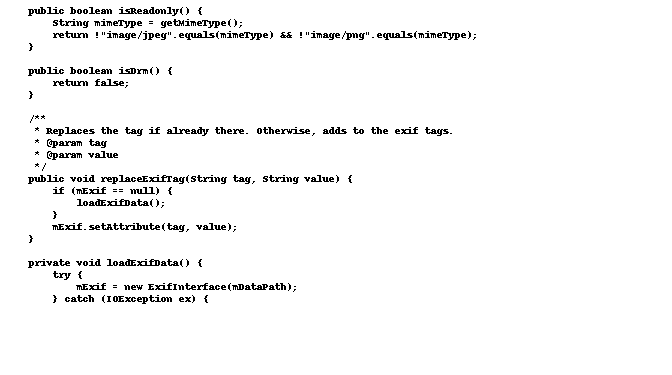 public boolean isReadonly() {
    String mimeType = getMimeType();
    return !"image/jpeg".equals(mimeType) && !"image/png".equals(mimeType);
}

public boolean isDrm() {
    return false;
}

/**
 * Replaces the tag if already there. Otherwise, adds to the exif tags.
 * @param tag
 * @param value
 */
public void replaceExifTag(String tag, String value) {
    if (mExif == null) {
        loadExifData();
    }
    mExif.setAttribute(tag, value);
}

private void loadExifData() {
    try {
        mExif = new ExifInterface(mDataPath);
    } catch (IOException ex) {